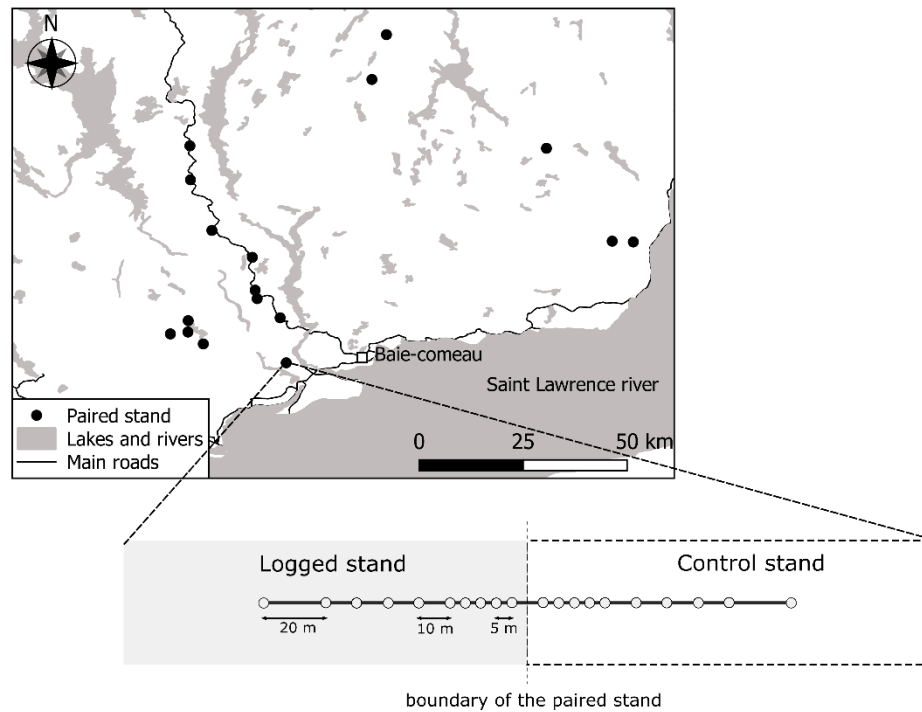 N
Baie-comeau
Saint Lawrence river
Paired stand
Lakes and rivers
Main roads
0 25 50 km
Logged stand
Control stand
20 m
10 m
5 m
boundary of the paired stand